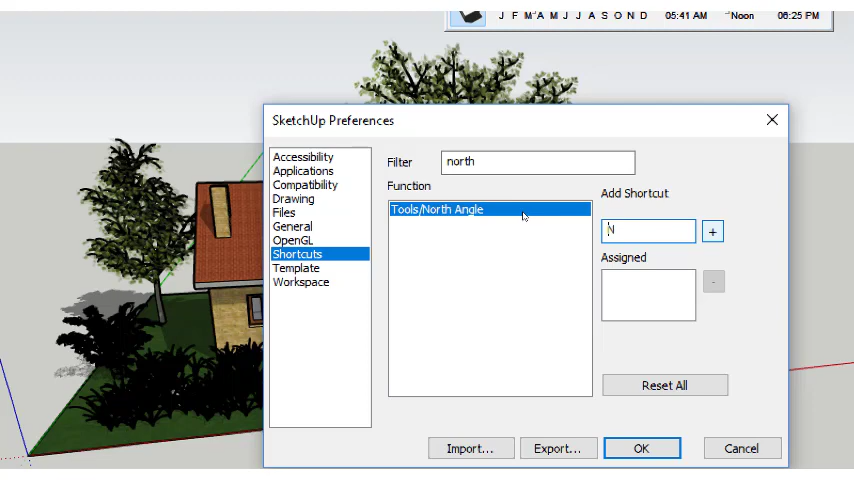 J F M A M J J A S O N D 05:41 AM Noon 06:25 PM
SketchUp Preferences
Accessibility
Applications
Compatibility
Drawing
Files
General
OpenGL
Shortcuts
Template
Workspace
Filter north
Function
Tools/North Angle
Add Shortcut
N +
Assigned
-
Reset All
Import... Export... OK Cancel